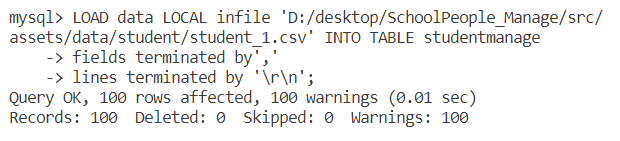 mysql> LOAD data LOCAL infile 'D:/desktop/SchoolPeople_Manage/src/
assets/data/student/student_1.csv' INTO TABLE studentmanage
    -> fields terminated by','
    -> lines terminated by '\r\n';
Query OK, 100 rows affected, 100 warnings (0.01 sec)
Records: 100  Deleted: 0  Skipped: 0  Warnings: 100